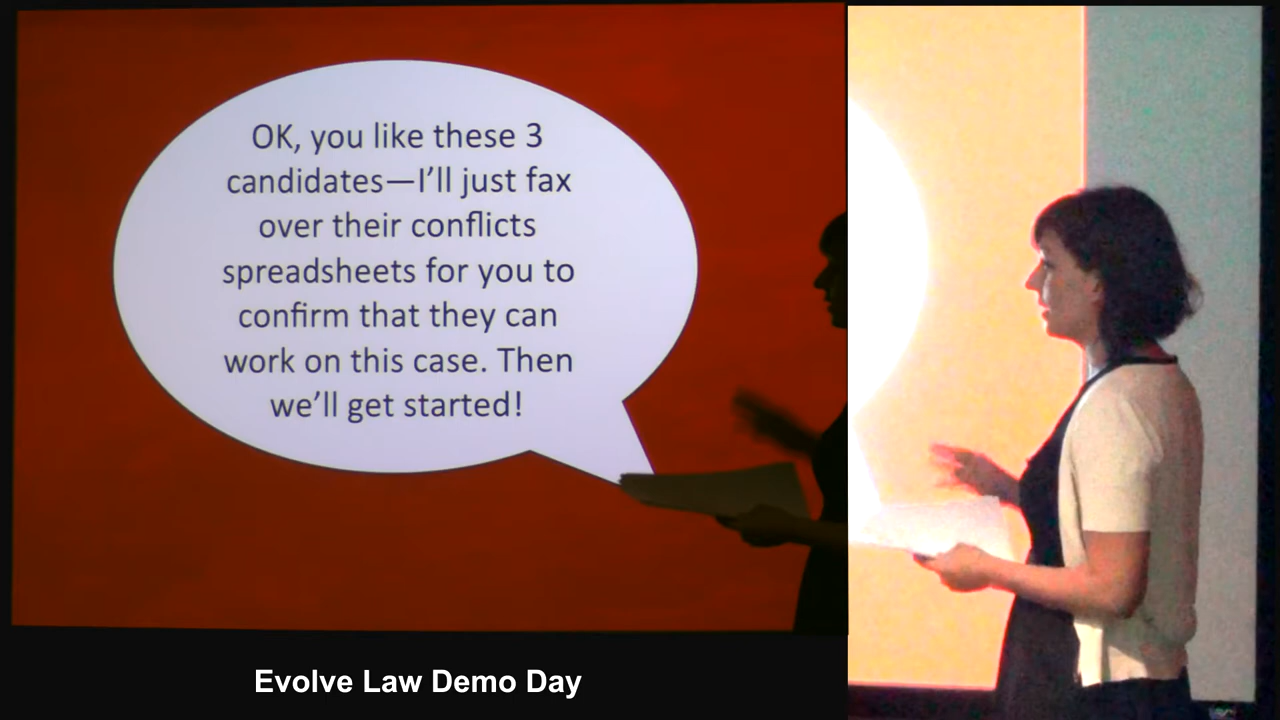 OK, you like these 3
candidates—I’ll just fax
over their conflicts
spreadsheets for you to
confirm that they can
work on this case. Then
we’ll get started!
Evolve Law Demo Day